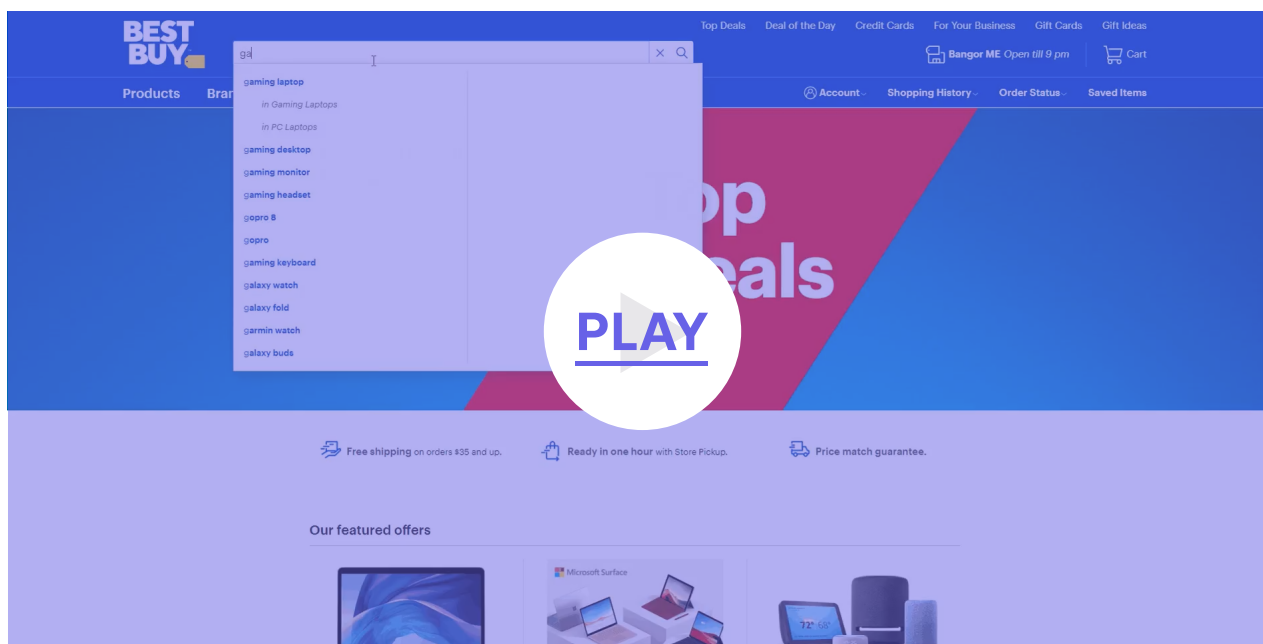 BEST
BUY
Top Deals Deal of the Day Credit Cards For Your Business Gift Cards Gift Ideas
ga
Bangor ME Open till 9 pm
Cart
Products
Account
Shopping History
Order Status
Saved Items
gaming laptop
in Gaming Laptops
in PC Laptops
gaming desktop
gaming monitor
gaming headset
gopro 8
gopro
gaming keyboard
galaxy watch
galaxy fold
garmin watch
galaxy buds
op
eals
PLAY
Free shipping on orders $35 and up.
Ready in one hour with Store Pickup.
Price match guarantee.
Our featured offers
Microsoft Surface
72° 68°